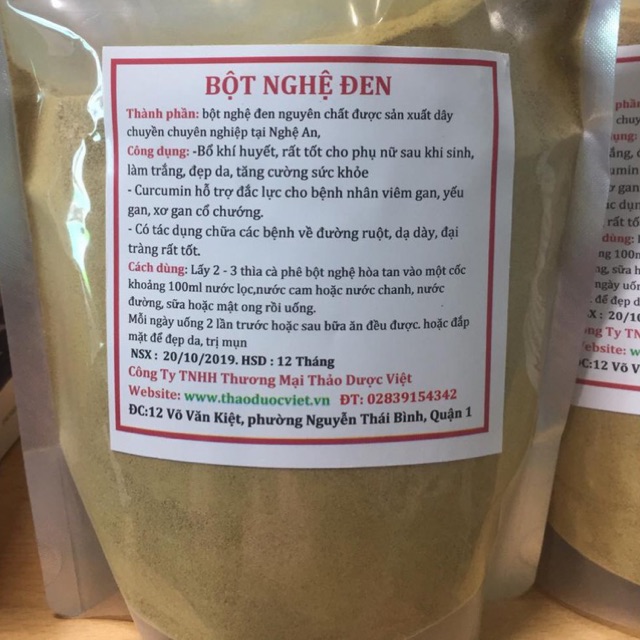 BỘT NGHỆ ĐEN
Thành phần: bột nghệ đen nguyên chất được sản xuất dây
chuyền chuyên nghiệp tại Nghệ An,
Công dụng: -Bổ khí huyết, rất tốt cho phụ nữ sau khi sinh,
làm trắng, đẹp da, tăng cường sức khỏe
- Curcumin hỗ trợ đắc lực cho bệnh nhân viêm gan, yếu
gan, xơ gan cổ chướng.
- Có tác dụng chữa các bệnh về đường ruột, dạ dày, đại
tràng rất tốt.
Cách dùng: Lấy 2 - 3 thìa cà phê bột nghệ hòa tan vào một cốc
khoảng 100ml nước lọc,nước cam hoặc nước chanh, nước
đường, sữa hoặc mật ong rồi uống.
Mỗi ngày uống 2 lần trước hoặc sau bữa ăn đều được. hoặc đắp
mặt để đẹp da, trị mụn
NSX : 20/10/2019. HSD : 12 Tháng
Công Ty TNHH Thương Mại Thảo Dược Việt
Website: www.thaoduocviet.vn ĐT: 02839154342
ĐC:12 Võ Văn Kiệt, phường Nguyễn Thái Bình, Quận 1